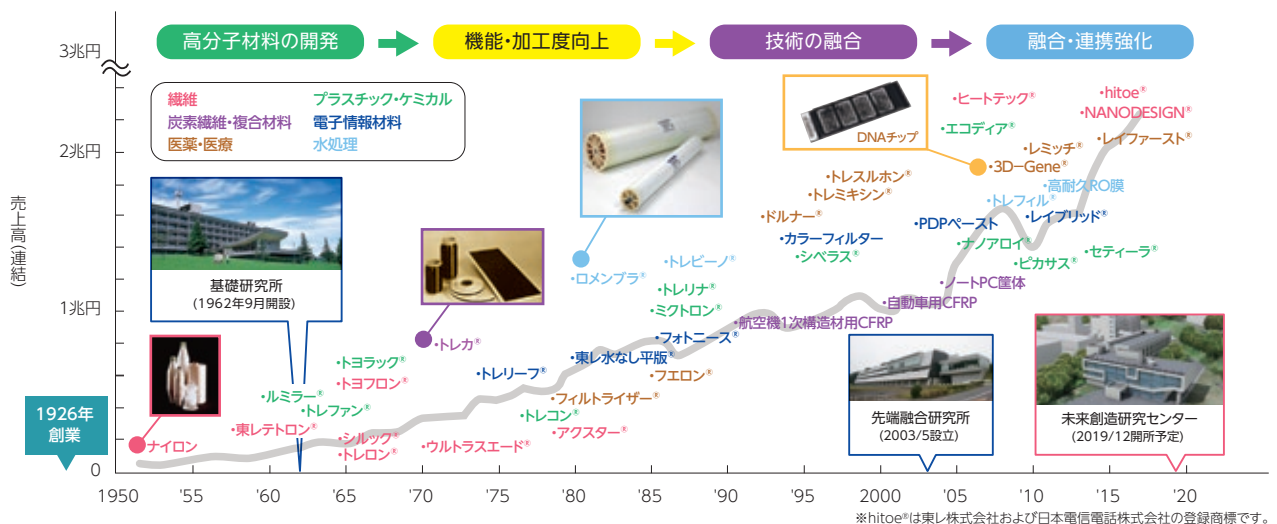 高分子材料の開発
機能・加工度向上
技術の融合
融合・連携強化
3兆円
2兆円
1兆円
0
売上高(連結)
繊維
プラスチック・ケミカル
炭素繊維・複合材料
電子情報材料
医薬・医療
水処理
DNAチップ
・ヒートテック®
・hitoe®
・NANODESIGN®
・エコディア®
・レイファースト®
・レミッチ®
・3D-Gene®
・トスルホン®
・トレミキシン®
・高耐久RO膜
・トレフィル®
・ドルナー®
・PDPペースト
・レイブリッド®
・カラーフィルター
・ナノアロイ®
・セティーラ®
・シベラス®
・ピカサス®
・トレビーノ®
・ロメンブラ®
・トレリナ®
・ノートPC筐体
・ミクトロン®
・自動車用CFRP
・航空機1次構造材用CFRP
基礎研究所
(1962年9月開設)
・トレカ®
・フォトニース®
・東レ水なし平版®
・トヨラック®
・トレリーフ®
・フエロン®
・トヨフロン®
・ルミラー®
・フィルトライザー®
・トレファン®
・トレコン®
・東レテトロン®
・アクスター®
・シルック®
・ナイロン
・トレロン®
・ウルトラスエード®
先端融合研究所
(2003/5設立)
未来創造研究センター
(2019/12開所予定)
1926年
創業
1950 '55 '60 '65 '70 '75 '80 '85 '90 '95 2000 '05 '10 '15 '20
※hitoe®は東レ株式会社および日本電信電話株式会社の登録商標です。